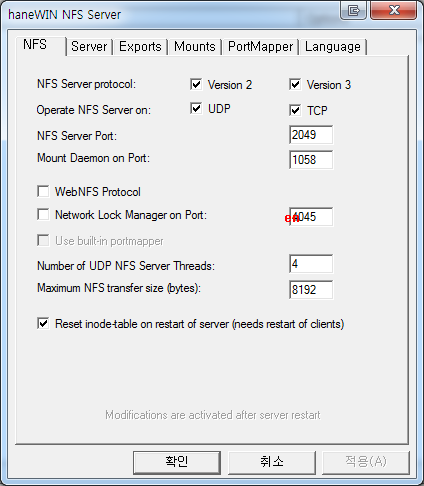 haneWIN NFS Server
NFS Server Exports Mounts PortMapper Language
NFS Server protocol: Version 2 Version 3
Operate NFS Server on: UDP TCP
NFS Server Port: 2049
Mount Daemon on Port: 1058
WebNFS Protocol
Network Lock Manager on Port: 4045
en
Use built-in portmapper
Number of UDP NFS Server Threads: 4
Maximum NFS transfer size (bytes): 8192
Reset inode-table on restart of server (needs restart of clients)
Modifications are activated after server restart
확인 취소 적용(A)